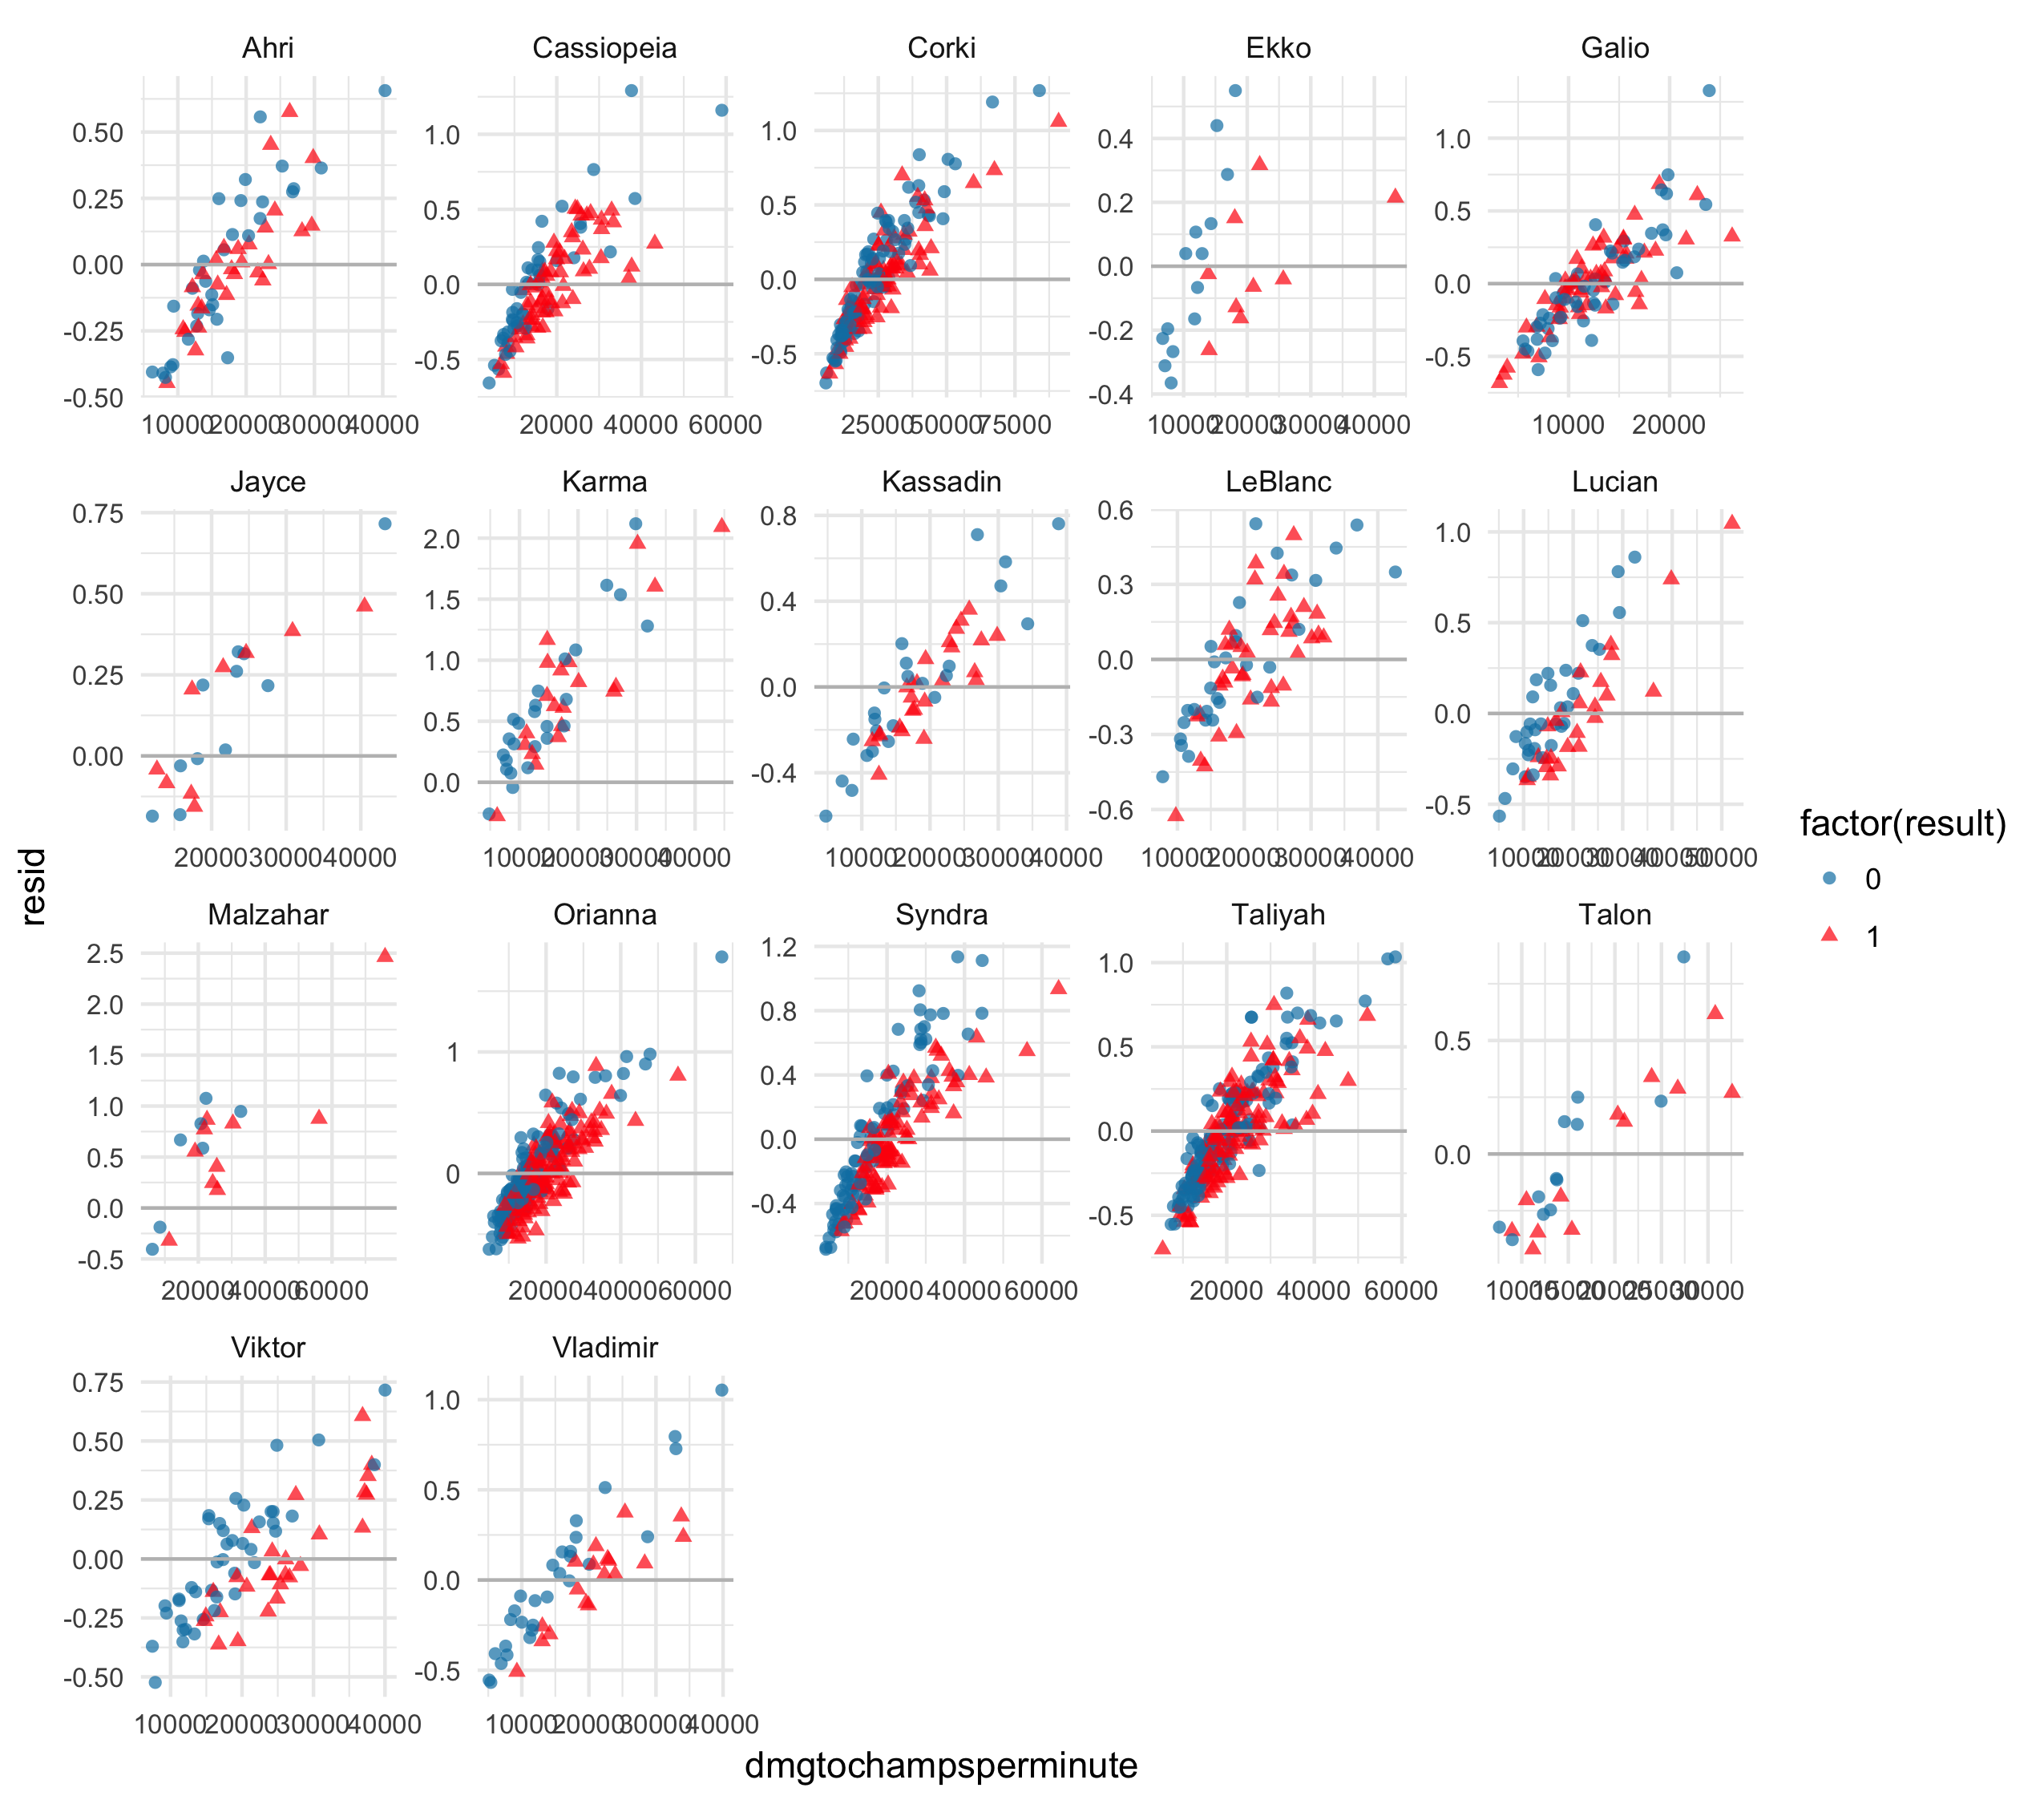 Ahri Cassiopeia Corki Ekko Galio
0.50 0.25 0.00 -0.25 -0.50
1.0 0.5 0.0 -0.5
1.0 0.5 0.0 -0.5
0.4 0.2 0.0 -0.2 -0.4
1.0 0.5 0.0 -0.5
10000 20000 30000 40000
20000 40000 60000
25000 50000 75000
10000 20000 30000 40000
10000 20000
Jayce Karma Kassadin LeBlanc Lucian
0.75 0.50 0.25 0.00
2.0 1.5 1.0 0.5 0.0
0.8 0.4 0.0 -0.4
0.6 0.3 0.0 -0.3 -0.6
1.0 0.5 0.0 -0.5
20000 30000 40000
10000 20000 30000 40000
10000 20000 30000 40000
10000 20000 30000 40000
10000 20000 30000 40000 50000
Malzahar Orianna Syndra Taliyah Talon
2.5 2.0 1.5 1.0 0.5 0.0 -0.5
1 0
1.2 0.8 0.4 0.0 -0.4
1.0 0.5 0.0 -0.5
0.5 0.0
20000 40000 60000
20000 40000 60000
20000 40000 60000
20000 40000 60000
10000 15000 20000 25000 30000
Viktor Vladimir
0.75 0.50 0.25 0.00 -0.25 -0.50
1.0 0.5 0.0 -0.5
10000 20000 30000 40000
10000 20000 30000 40000
resid
dmgtochampsperminute
factor(result)
0
1